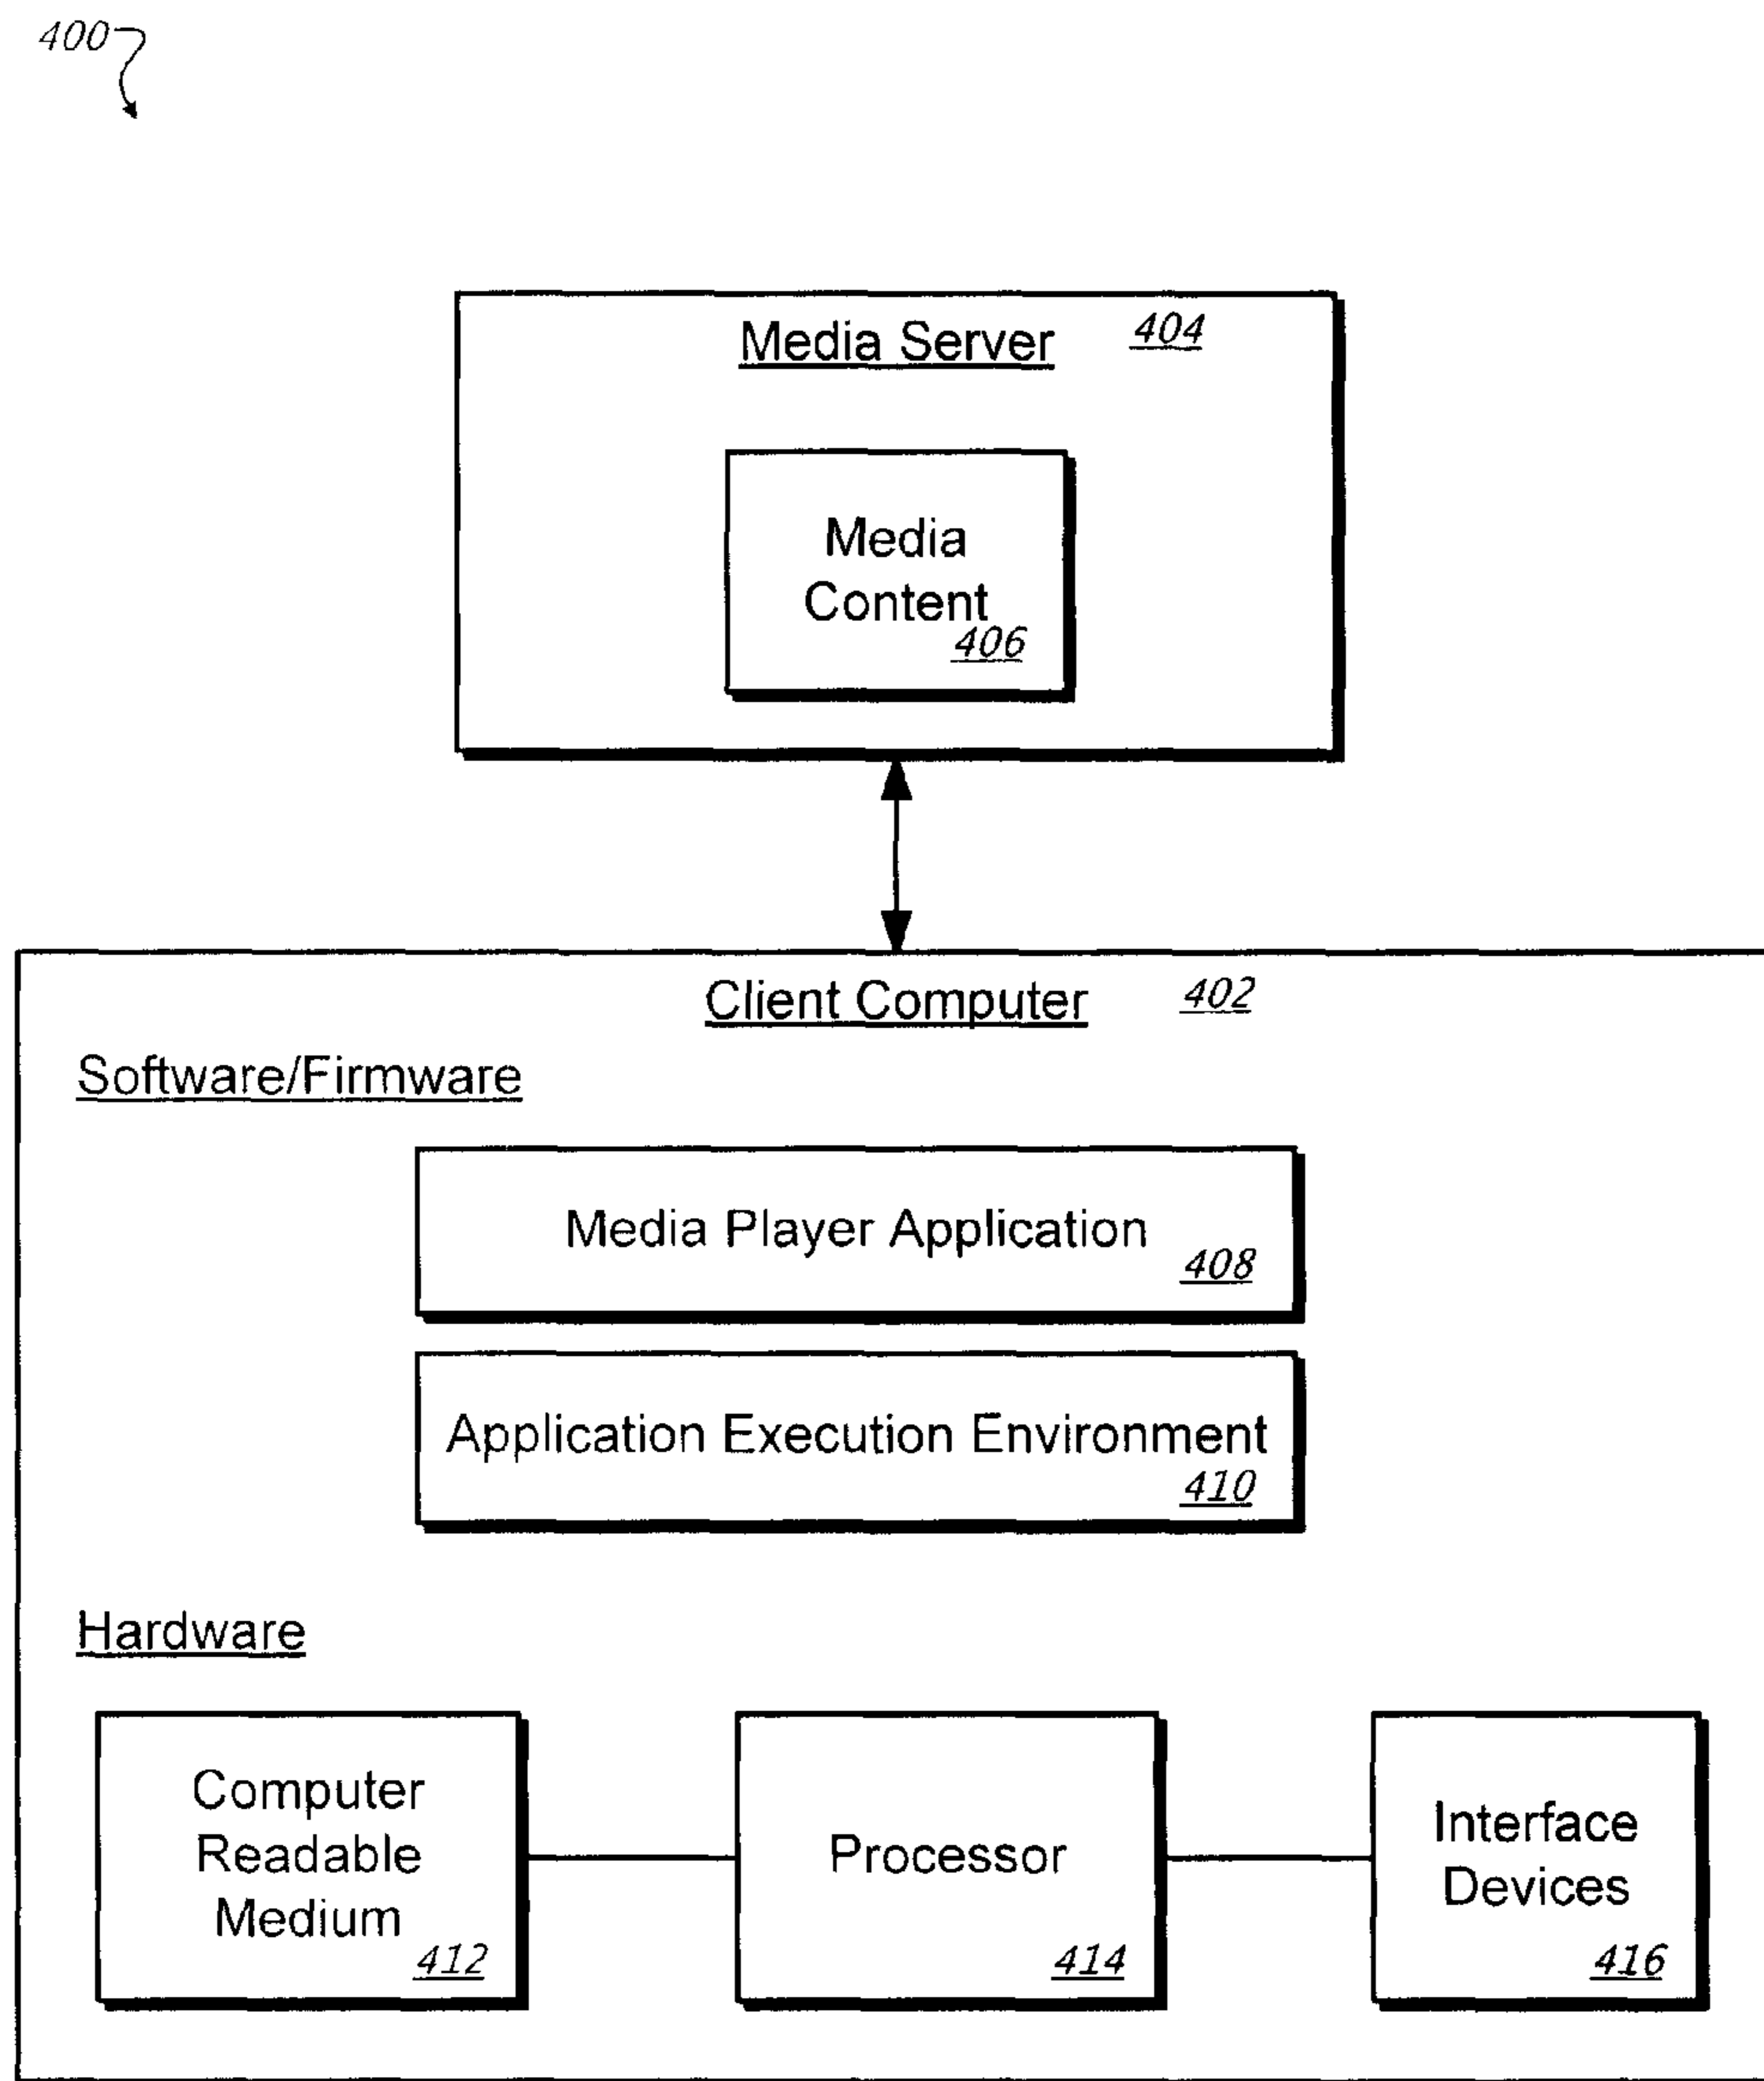 400
Media Server 404
Media
Content
406
Client Computer 402
Software/Firmware
Media Player Application
408
Application Execution Environment
410
Hardware
Computer
Readable
Medium
412
Processor
414
Interface
Devices
416